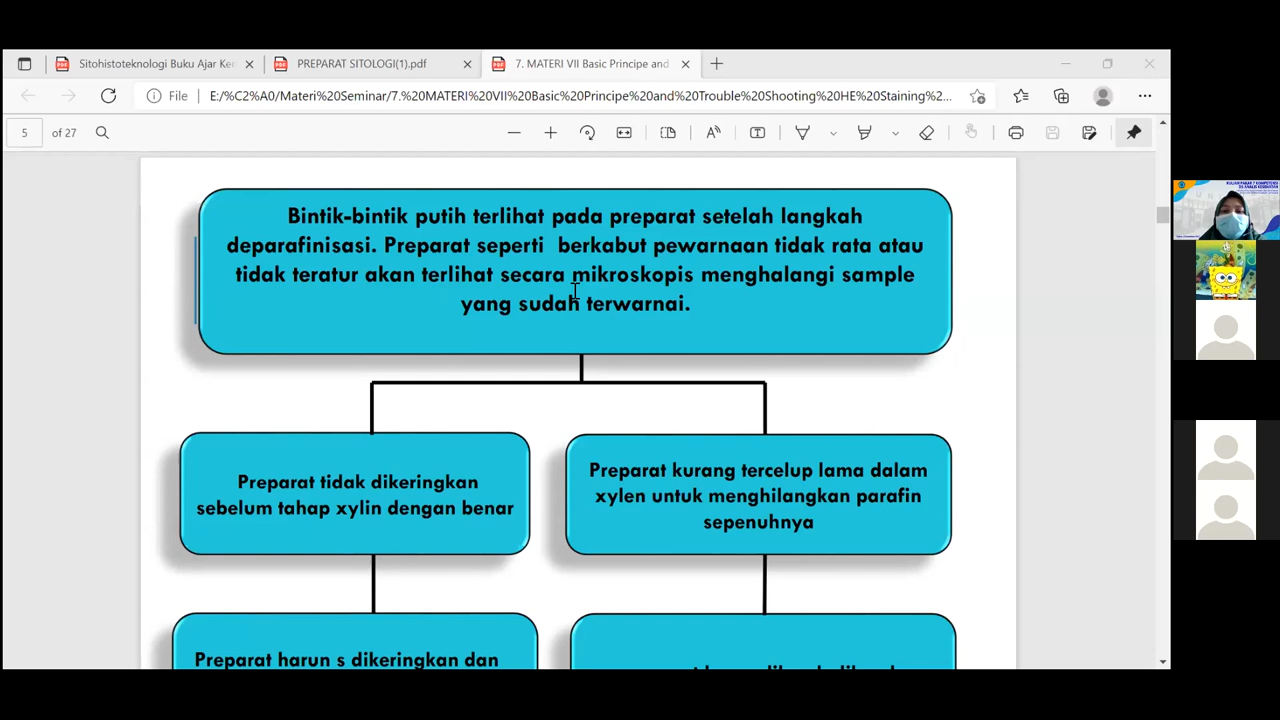 Sitohistoteknologi Buku Ajar Ker
PREPARAT SITOLOGI(1).pdf
7. MATERI VII Basic Principe and
File
E:/%C2%A0/Materi%20Seminar/7.%20MATERI%20VII%20Basic%20Principe%20and%20Trouble%20Shooting%20HE%20Staining%2...
5 of 27
Bintik-bintik putih terlihat pada preparat setelah langkah
deparafinisasi. Preparat seperti berkabut pewarnaan tidak rata atau
tidak teratur akan terlihat secara mikroskopis menghalangi sample
yang sudah terwarnai.
Preparat tidak dikeringkan
sebelum tahap xylin dengan benar
Preparat kurang tercelup lama dalam
xylen untuk menghilangkan parafin
sepenuhnya
Preparat harun s dikeringkan dan